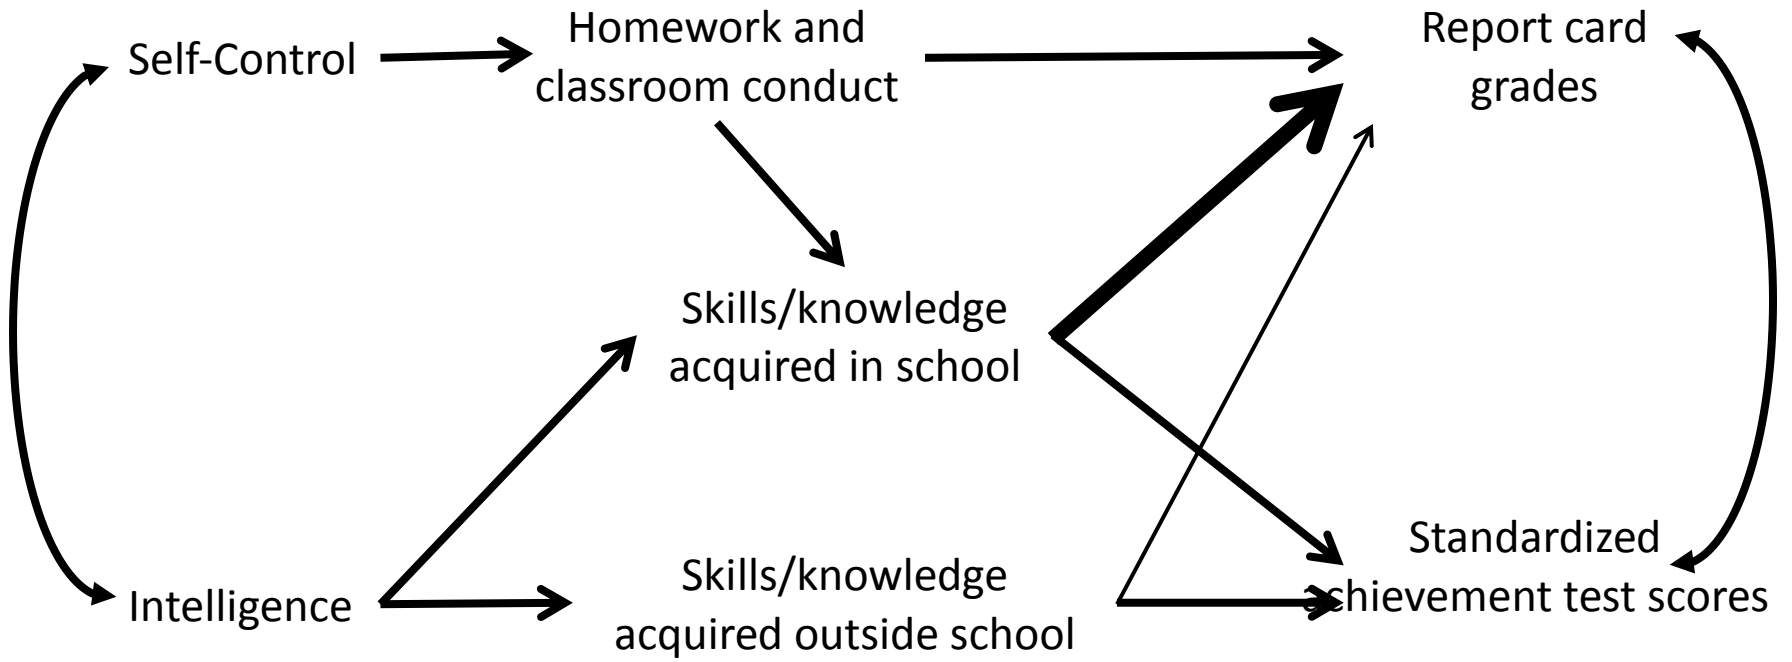 Self-Control
Homework and
classroom conduct
Report card
grades
Skills/knowledge
acquired in school
Intelligence
Skills/knowledge
acquired outside school
Standardized
achievement test scores